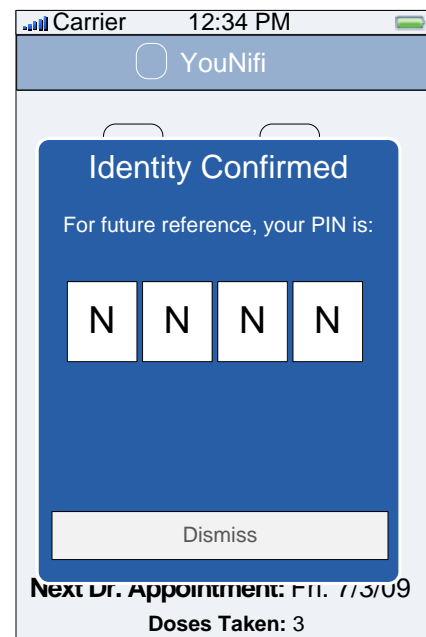 Carrier 12:34 PM
YouNifi
Identity Confirmed
For future reference, your PIN is:
N N N N
Dismiss
Next Dr. Appointment: Fri. 7/3/09
Doses Taken: 3